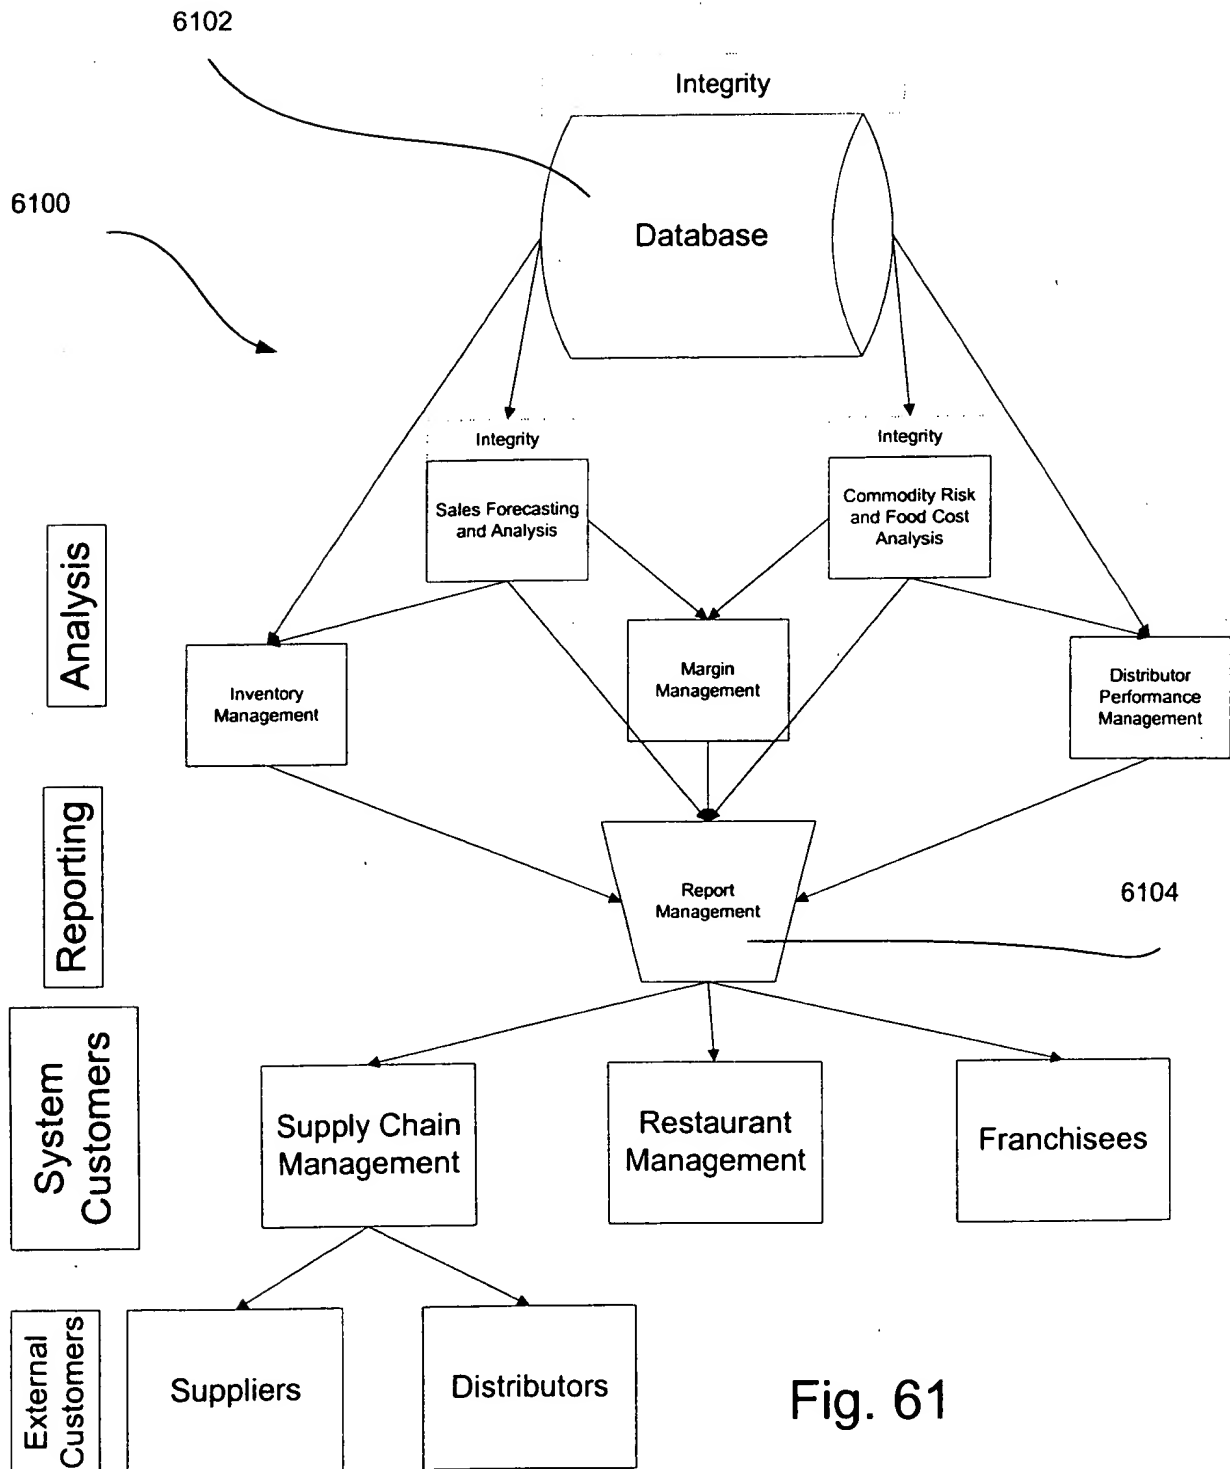 6102
Integrity
6100
Database
Integrity
Integrity
Sales Forecasting
and Analysis
Commodity Risk
and Food Cost
Analysis
Analysis
Inventory
Management
Margin
Management
Distributor
Performance
Management
Reporting
Report
Management
6104
System
Customers
Supply Chain
Management
Restaurant
Management
Franchisees
External
Customers
Suppliers
Distributors
Fig. 61